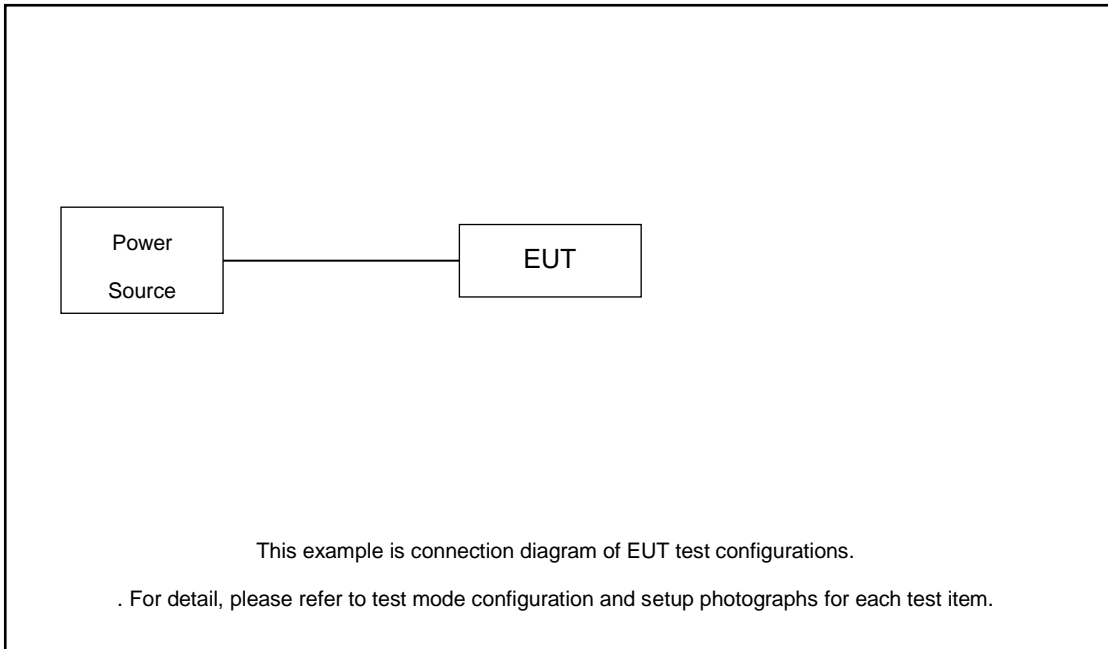 Power
Source
EUT
This example is connection diagram of EUT test configurations.
. For detail, please refer to test mode configuration and setup photographs for each test item.